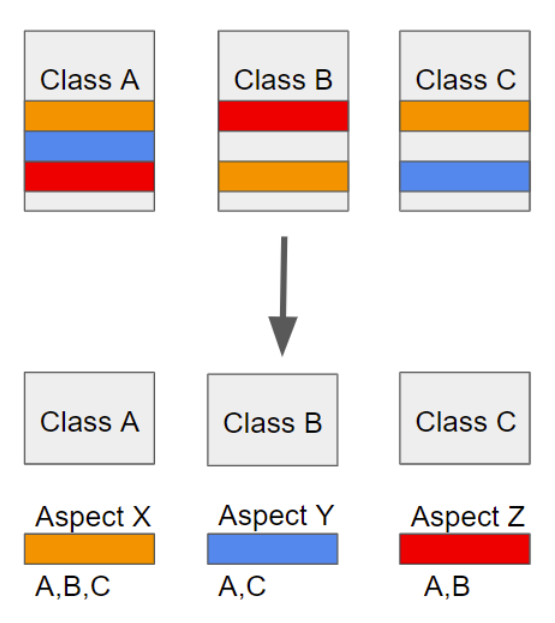 Class A
Class B
Class C
Class A
Class B
Class C
Aspect X
Aspect Y
Aspect Z
A,B,C
A,C
A,B